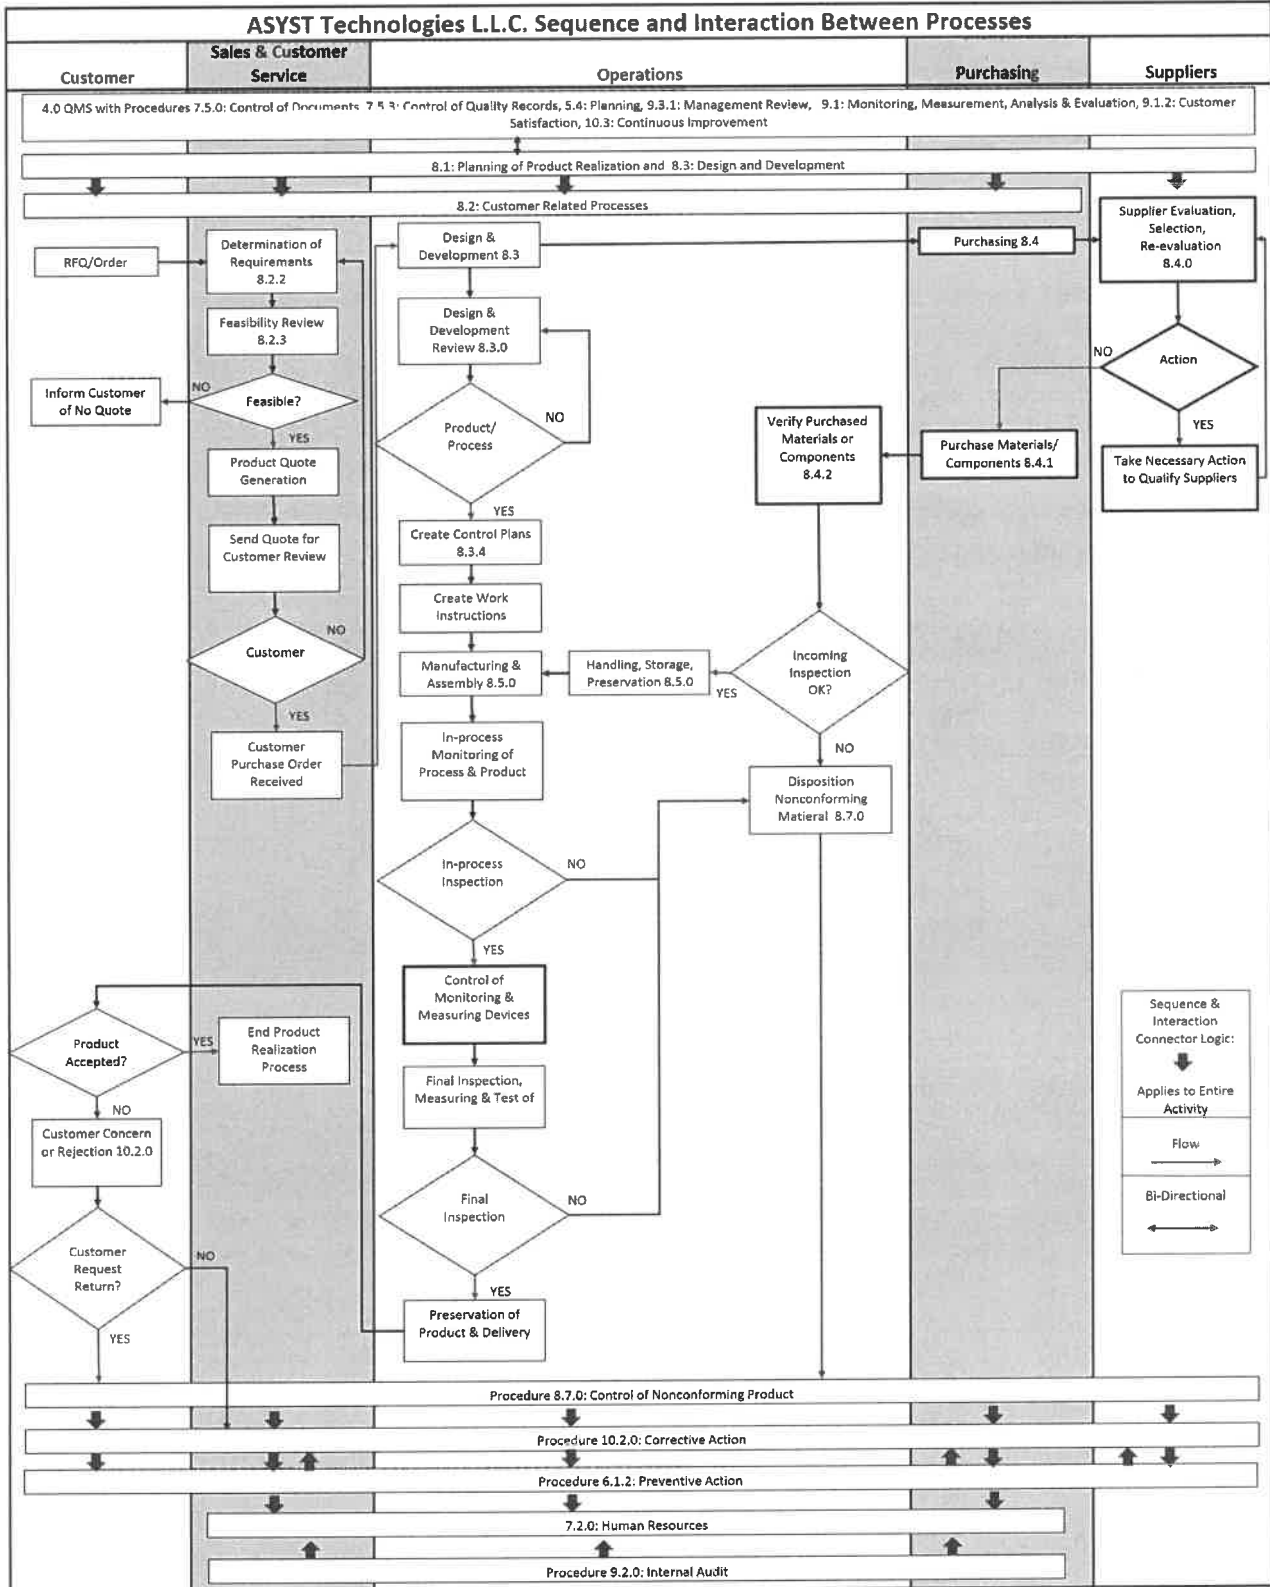 ASYST Technologies L.L.C. Sequence and Interaction Between Processes
Customer
Sales & Customer
Service
Operations
Purchasing
Suppliers
4.0 QMS with Procedures 7.5.0: Control of Documents, 7.5.3: Control of Quality Records, 5.4: Planning, 9.3.1: Management Review, 9.1: Monitoring, Measurement, Analysis & Evaluation, 9.1.2: Customer
Satisfaction, 10.3: Continuous Improvement
8.1: Planning of Product Realization and 8.3: Design and Development
8.2: Customer Related Processes
RFQ/Order
Determination of
Requirements
8.2.2
Feasibility Review
8.2.3
Feasible?
NO
Inform Customer
of No Quote
YES
Product Quote
Generation
Send Quote for
Customer Review
Customer
NO
YES
Customer
Purchase Order
Received
Design &
Development 8.3
Design &
Development
Review 8.3.0
Product/
Process
NO
YES
Create Control Plans
8.3.4
Create Work
Instructions
Manufacturing &
Assembly 8.5.0
In-process
Monitoring of
Process & Product
In-process
Inspection
NO
YES
Control of
Monitoring &
Measuring Devices
Final Inspection,
Measuring & Test of
Final
Inspection
NO
YES
Preservation of
Product & Delivery
Purchasing 8.4
Supplier Evaluation,
Selection,
Re-evaluation
8.4.0
Action
NO
YES
Take Necessary Action
to Qualify Suppliers
Purchase Materials/
Components 8.4.1
Verify Purchased
Materials or
Components
8.4.2
Incoming
Inspection
OK?
YES
Handling, Storage,
Preservation 8.5.0
NO
Disposition
Nonconforming
Matieral 8.7.0
Product
Accepted?
YES
End Product
Realization
Process
NO
Customer Concern
or Rejection 10.2.0
Customer
Request
Return?
NO
YES
Sequence &
Interaction
Connector Logic:
Applies to Entire
Activity
Flow
Bi-Directional
Procedure 8.7.0: Control of Nonconforming Product
Procedure 10.2.0: Corrective Action
Procedure 6.1.2: Preventive Action
7.2.0: Human Resources
Procedure 9.2.0: Internal Audit